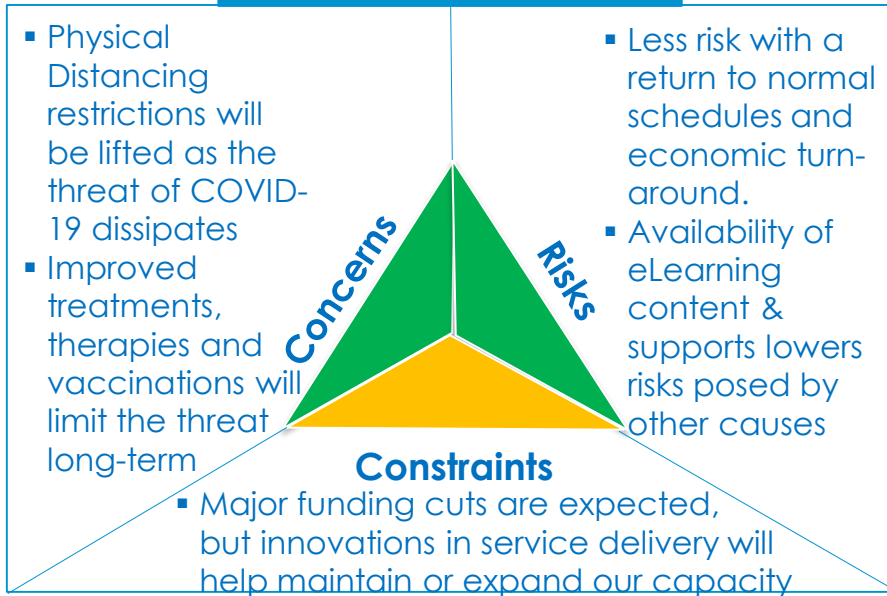 ▪ Physical
Distancing
restrictions will
be lifted as the
threat of COVID-
19 dissipates
▪ Improved
treatments,
therapies and
vaccinations will
limit the threat
long-term
Concerns
Risks
▪ Less risk with a
return to normal
schedules and
economic turn-
around.
▪ Availability of
eLearning
content &
supports lowers
risks posed by
other causes
Constraints
▪ Major funding cuts are expected,
but innovations in service delivery will
help maintain or expand our capacity